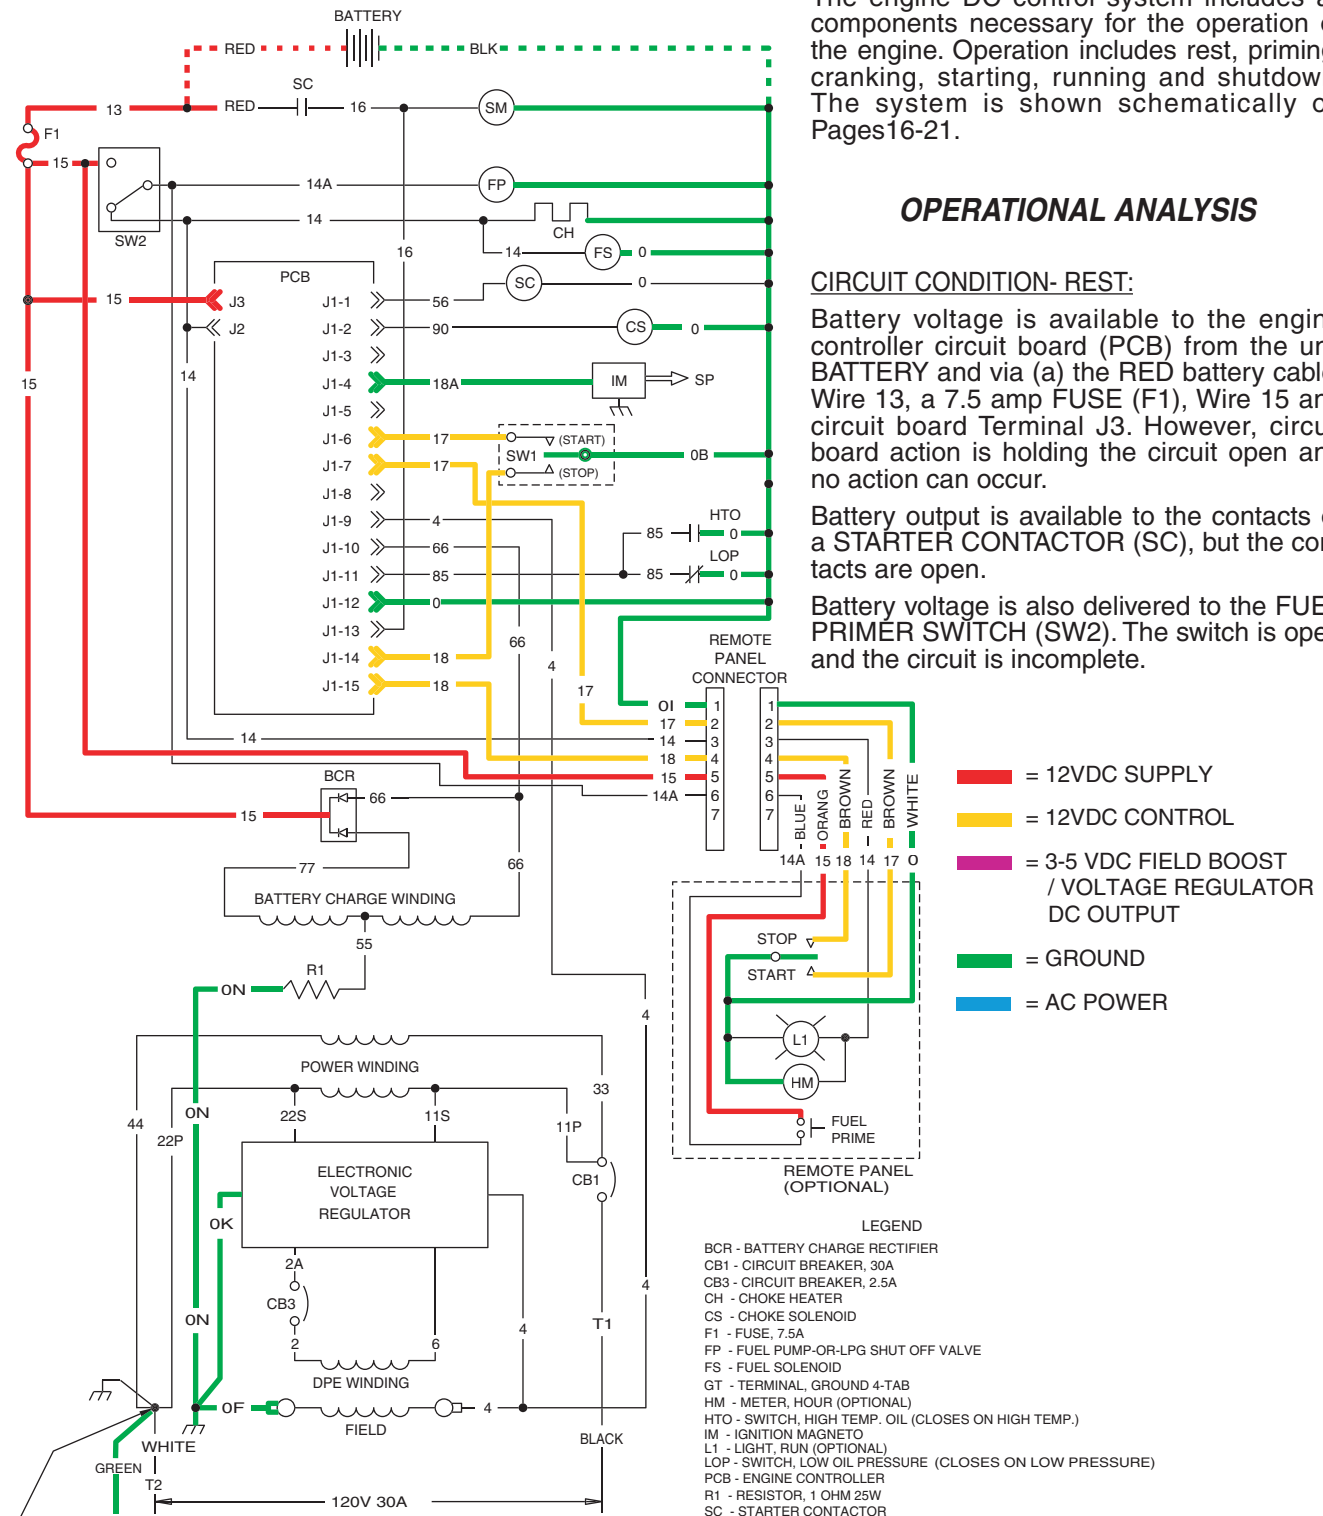 The engine DC control system includes a
components necessary for the operation
the engine. Operation includes rest, priming
cranking, starting, running and shutdow
The system is shown schematically o
Pages16-21.
OPERATIONAL ANALYSIS
CIRCUIT CONDITION- REST:
Battery voltage is available to the engin
controller circuit board (PCB) from the un
BATTERY and via (a) the RED battery cable
Wire 13, a 7.5 amp FUSE (F1), Wire 15 an
circuit board Terminal J3. However, circu
board action is holding the circuit open an
no action can occur.
Battery output is available to the contacts
a STARTER CONTACTOR (SC), but the con
tacts are open.
Battery voltage is also delivered to the FUE
PRIMER SWITCH (SW2). The switch is ope
and the circuit is incomplete.
BATTERY
RED
BLK
SC
13
RED
16
SM
F1
15
14A
FP
14
CH
SW2
16
14
FS
0
PCB
SC
0
15
J3
J1-1
56
J2
J1-2
90
CS
0
J1-3
15
14
J1-4
18A
IM
SP
J1-5
J1-6
17
(START)
SW1
0B
J1-7
17
(STOP)
J1-8
HTO
J1-9
4
85
0
J1-10
66
LOP
J1-11
85
85
0
J1-12
0
J1-13
66
REMOTE
PANEL
CONNECTOR
J1-14
18
4
J1-15
18
17
0I
1
1
17
2
2
14
14
3
3
18
4
4
15
5
5
14A
6
6
7
7
BCR
66
15
BLUE
ORANG
BROWN
RED
BROWN
WHITE
14A
15
18
14
17
0
77
66
BATTERY CHARGE WINDING
55
R1
0N
STOP
START
4
L1
HM
POWER WINDING
33
44
0N
22P
22S
11S
11P
FUEL
PRIME
CB1
REMOTE PANEL
(OPTIONAL)
ELECTRONIC
VOLTAGE
REGULATOR
0K
2A
CB3
4
0N
2
6
4
T1
DPE WINDING
0F
4
FIELD
WHITE
BLACK
GREEN
T2
120V 30A
= 12VDC SUPPLY
= 12VDC CONTROL
= 3-5 VDC FIELD BOOST
/ VOLTAGE REGULATOR
DC OUTPUT
= GROUND
= AC POWER
LEGEND
BCR - BATTERY CHARGE RECTIFIER
CB1 - CIRCUIT BREAKER, 30A
CB3 - CIRCUIT BREAKER, 2.5A
CH - CHOKE HEATER
CS - CHOKE SOLENOID
F1 - FUSE, 7.5A
FP - FUEL PUMP-OR-LPG SHUT OFF VALVE
FS - FUEL SOLENOID
GT - TERMINAL, GROUND 4-TAB
HM - METER, HOUR (OPTIONAL)
HTO - SWITCH, HIGH TEMP. OIL (CLOSES ON HIGH TEMP.)
IM - IGNITION MAGNETO
L1 - LIGHT, RUN (OPTIONAL)
LOP - SWITCH, LOW OIL PRESSURE (CLOSES ON LOW PRESSURE)
PCB - ENGINE CONTROLLER
R1 - RESISTOR, 1 OHM 25W
SC - STARTER CONTACTOR